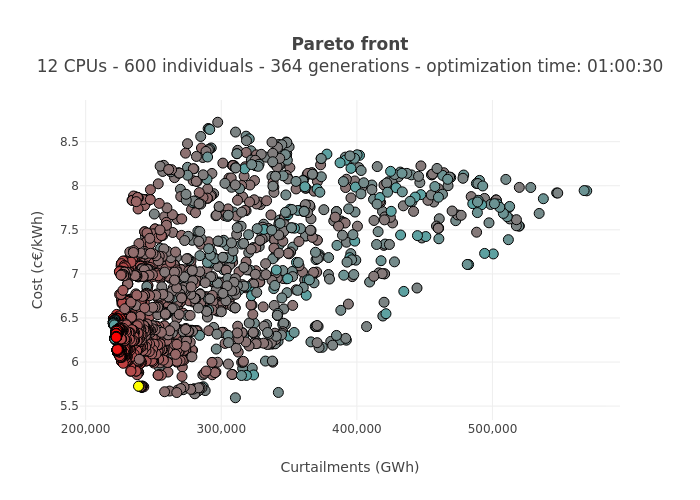 Pareto front
12 CPUs - 600 individuals - 364 generations - optimization time: 01:00:30
8.5
8
7.5
7
6.5
6
5.5
Cost (c€/kWh)
200,000 300,000 400,000 500,000
Curtailments (GWh)